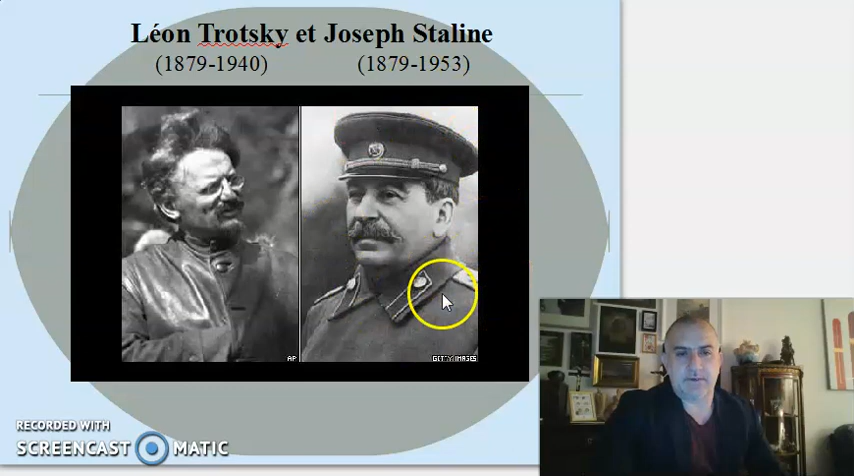 Léon Trotsky et Joseph Staline
(1879-1940) (1879-1953)
AP
GETTY IMAGES
RECORDED WITH
SCREENCAST MATIC